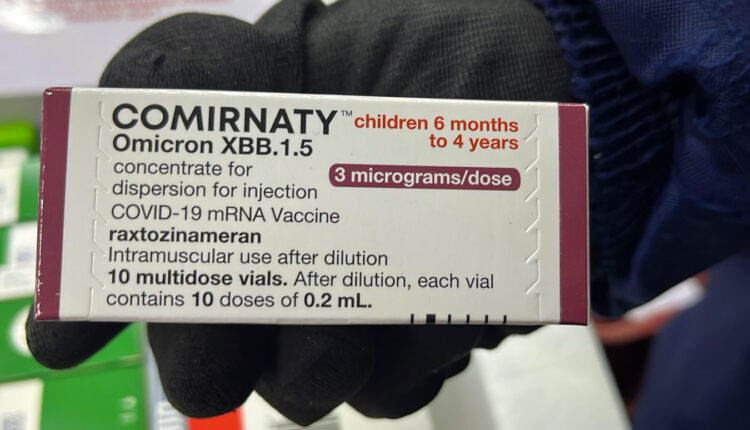 COMIRNATY™ children 6 months
to 4 years
Omicron XBB.1.5
concentrate for
dispersion for injection
3 micrograms/dose
COVID-19 mRNA Vaccine
raxtozinameran
Intramuscular use after dilution
10 multidose vials. After dilution, each vial
contains 10 doses of 0.2 mL.